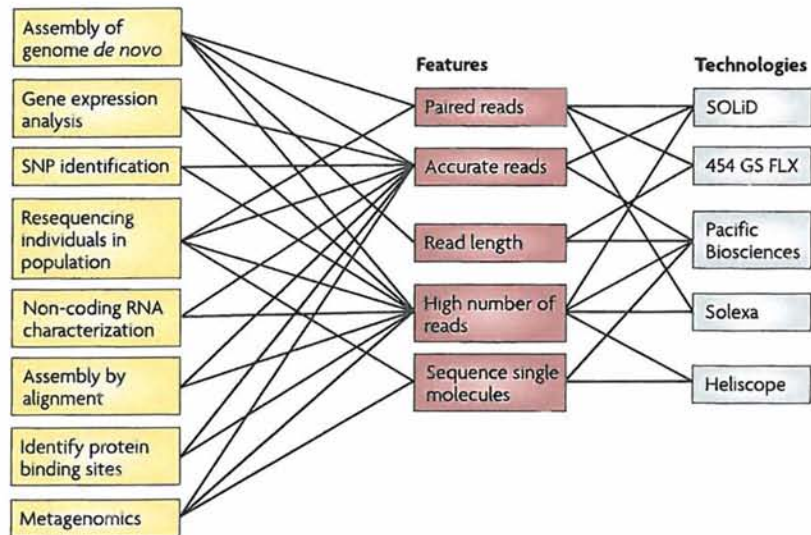 Assembly of
genome de novo
Gene expression
analysis
SNP identification
Resequencing
individuals in
population
Non-coding RNA
characterization
Assembly by
alignment
Identify protein
binding sites
Metagenomics
Features
Paired reads
Accurate reads
Read length
High number of
reads
Sequence single
molecules
Technologies
SOLiD
454 GS FLX
Pacific
Biosciences
Solexa
Heliscope